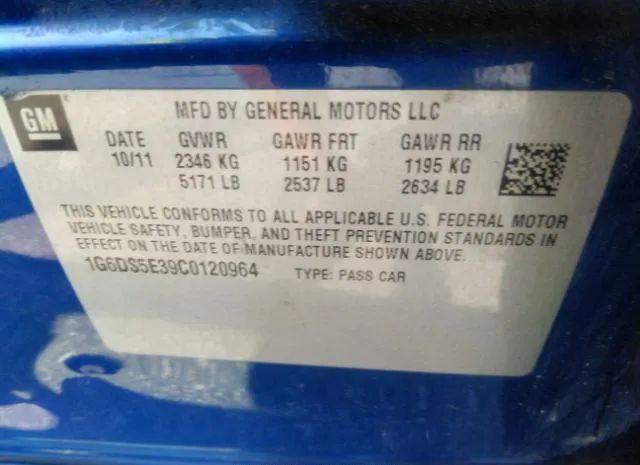 GM
MFD BY GENERAL MOTORS LLC
DATE GVWR GAWR FRT GAWR RR
10/11 2346 KG 1151 KG 1195 KG
5171 LB 2537 LB 2634 LB
THIS VEHICLE CONFORMS TO ALL APPLICABLE U.S. FEDERAL MOTOR
VEHICLE SAFETY, BUMPER, AND THEFT PREVENTION STANDARDS IN
EFFECT ON THE DATE OF MANUFACTURE SHOWN ABOVE.
1G6DS5E39C0120964 TYPE: PASS CAR